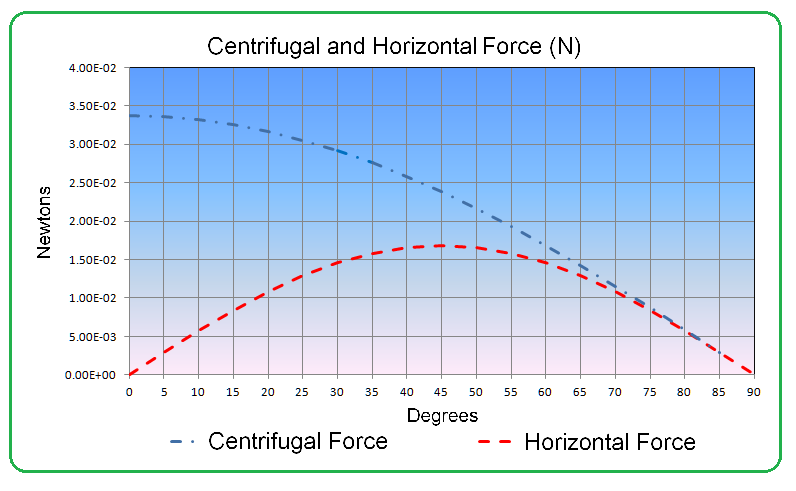 Centrifugal and Horizontal Force (N)
4.00E-02
3.50E-02
3.00E-02
2.50E-02
2.00E-02
1.50E-02
1.00E-02
5.00E-03
0.00E+00
Newtons
0 5 10 15 20 25 30 35 40 45 50 55 60 65 70 75 80 85 90
Degrees
Centrifugal Force Horizontal Force